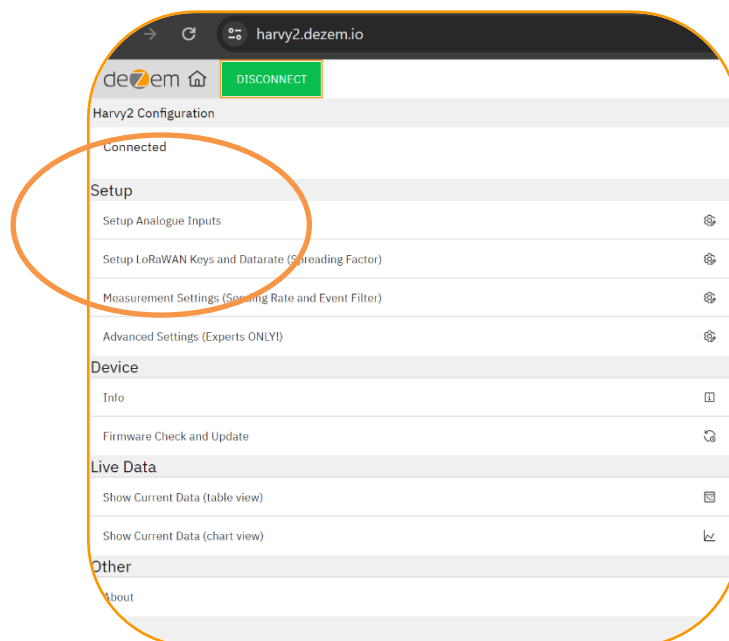 harvy2.dezem.io
deZem DISCONNECT
Harvy2 Configuration
Connected
Setup
Setup Analogue Inputs
Setup LoRaWAN Keys and Datarate (Spreading Factor)
Measurement Settings (Sending Rate and Event Filter)
Advanced Settings (Experts ONLY!)
Device
Info
Firmware Check and Update
Live Data
Show Current Data (table view)
Show Current Data (chart view)
Other
About